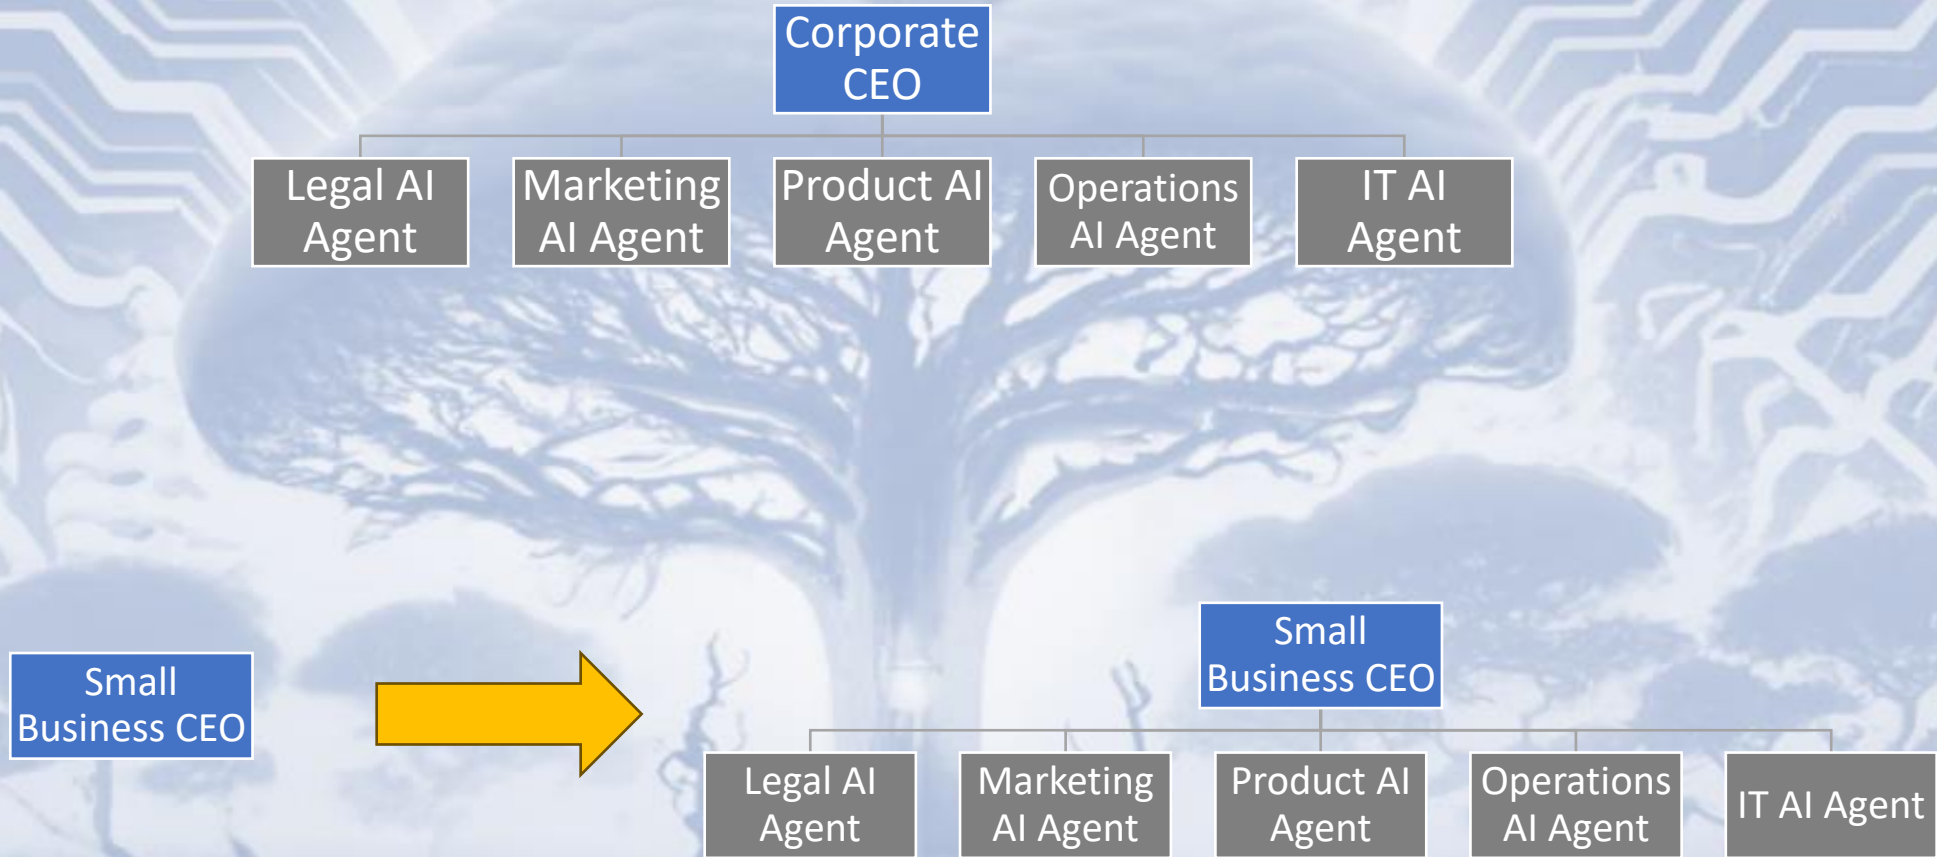 Corporate
CEO
Legal AI
Agent
Marketing
AI Agent
Product AI
Agent
Operations
AI Agent
IT AI
Agent
Small
Business CEO
Small
Business CEO
Legal AI
Agent
Marketing
AI Agent
Product AI
Agent
Operations
AI Agent
IT AI Agent